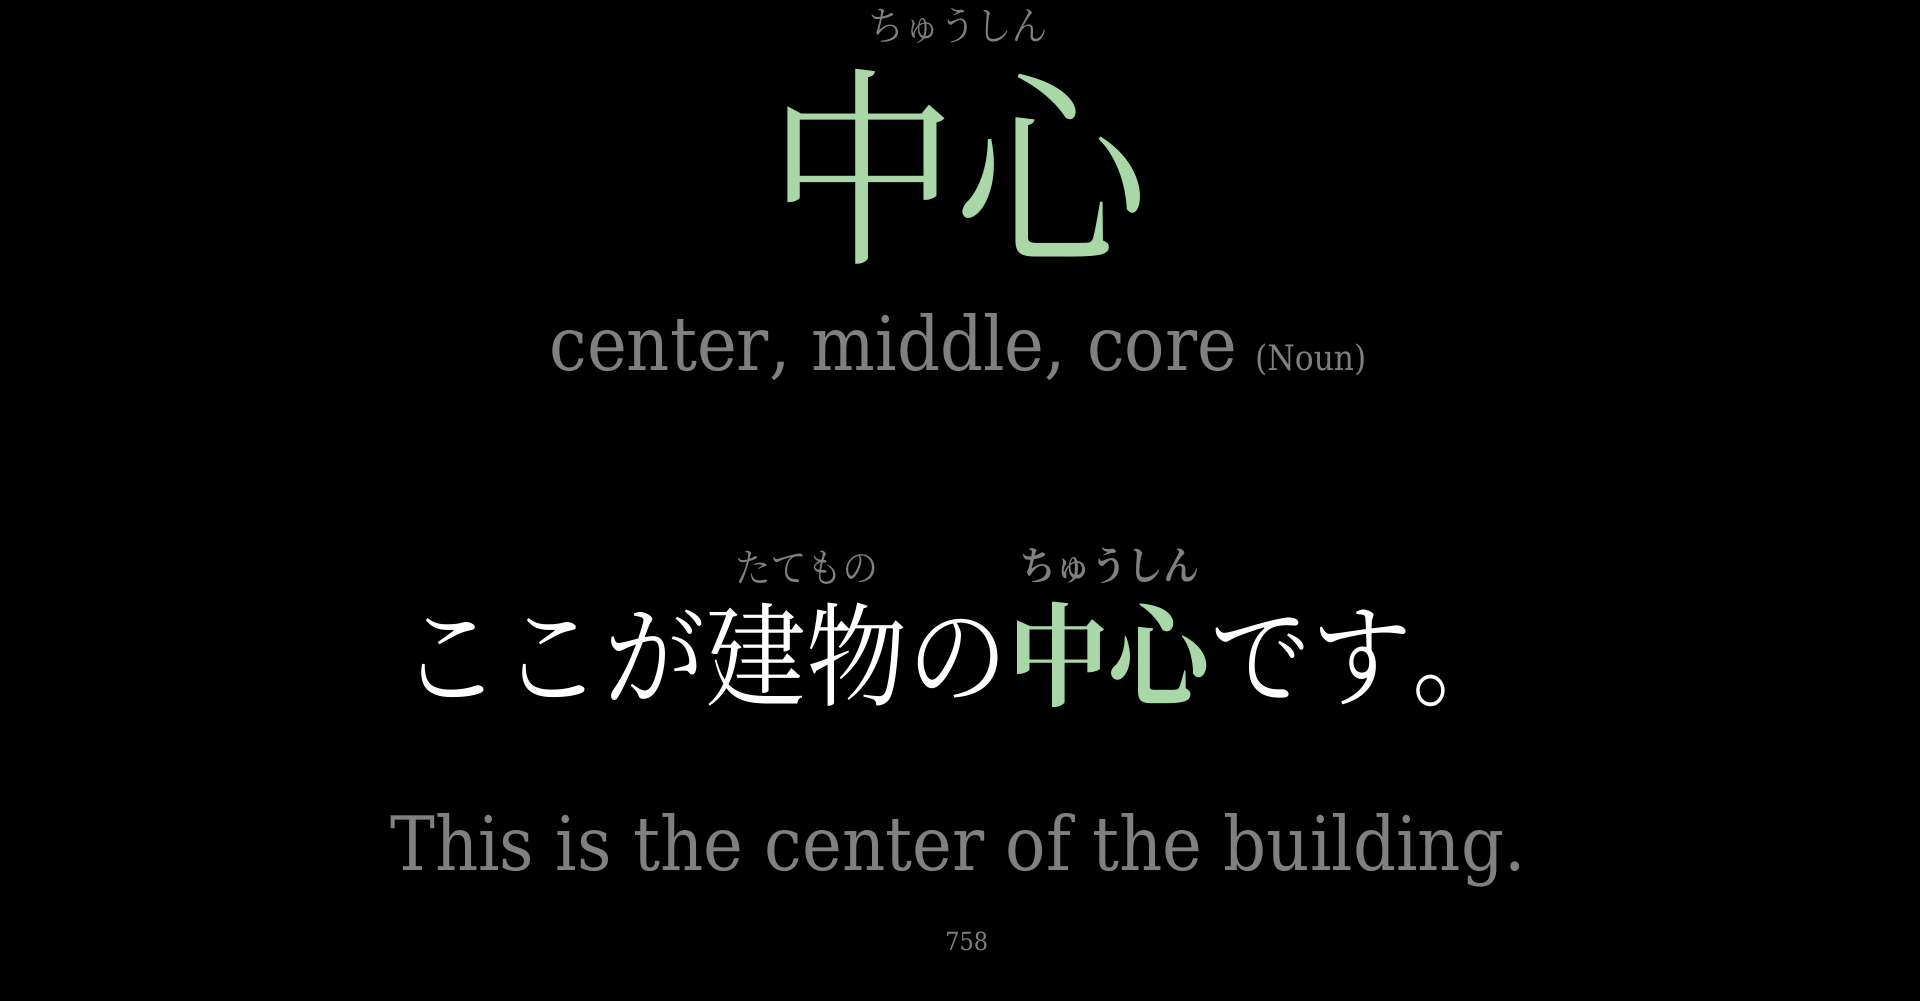 ちゅうしん
中心
center, middle, core (Noun)
たてもの ちゅうしん
ここが建物の中心です。
This is the center of the building.
758